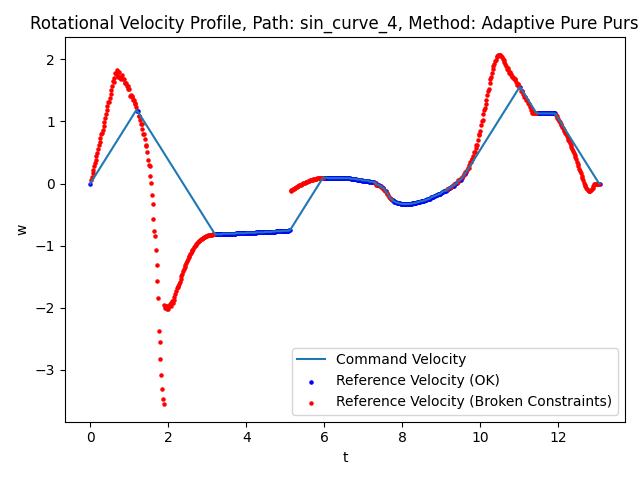 Rotational Velocity Profile, Path: sin_curve_4, Method: Adaptive Pure Purs
2
1
0
−1
−2
−3
w
0
2
4
6
8
10
12
t
Command Velocity
Reference Velocity (OK)
Reference Velocity (Broken Constraints)